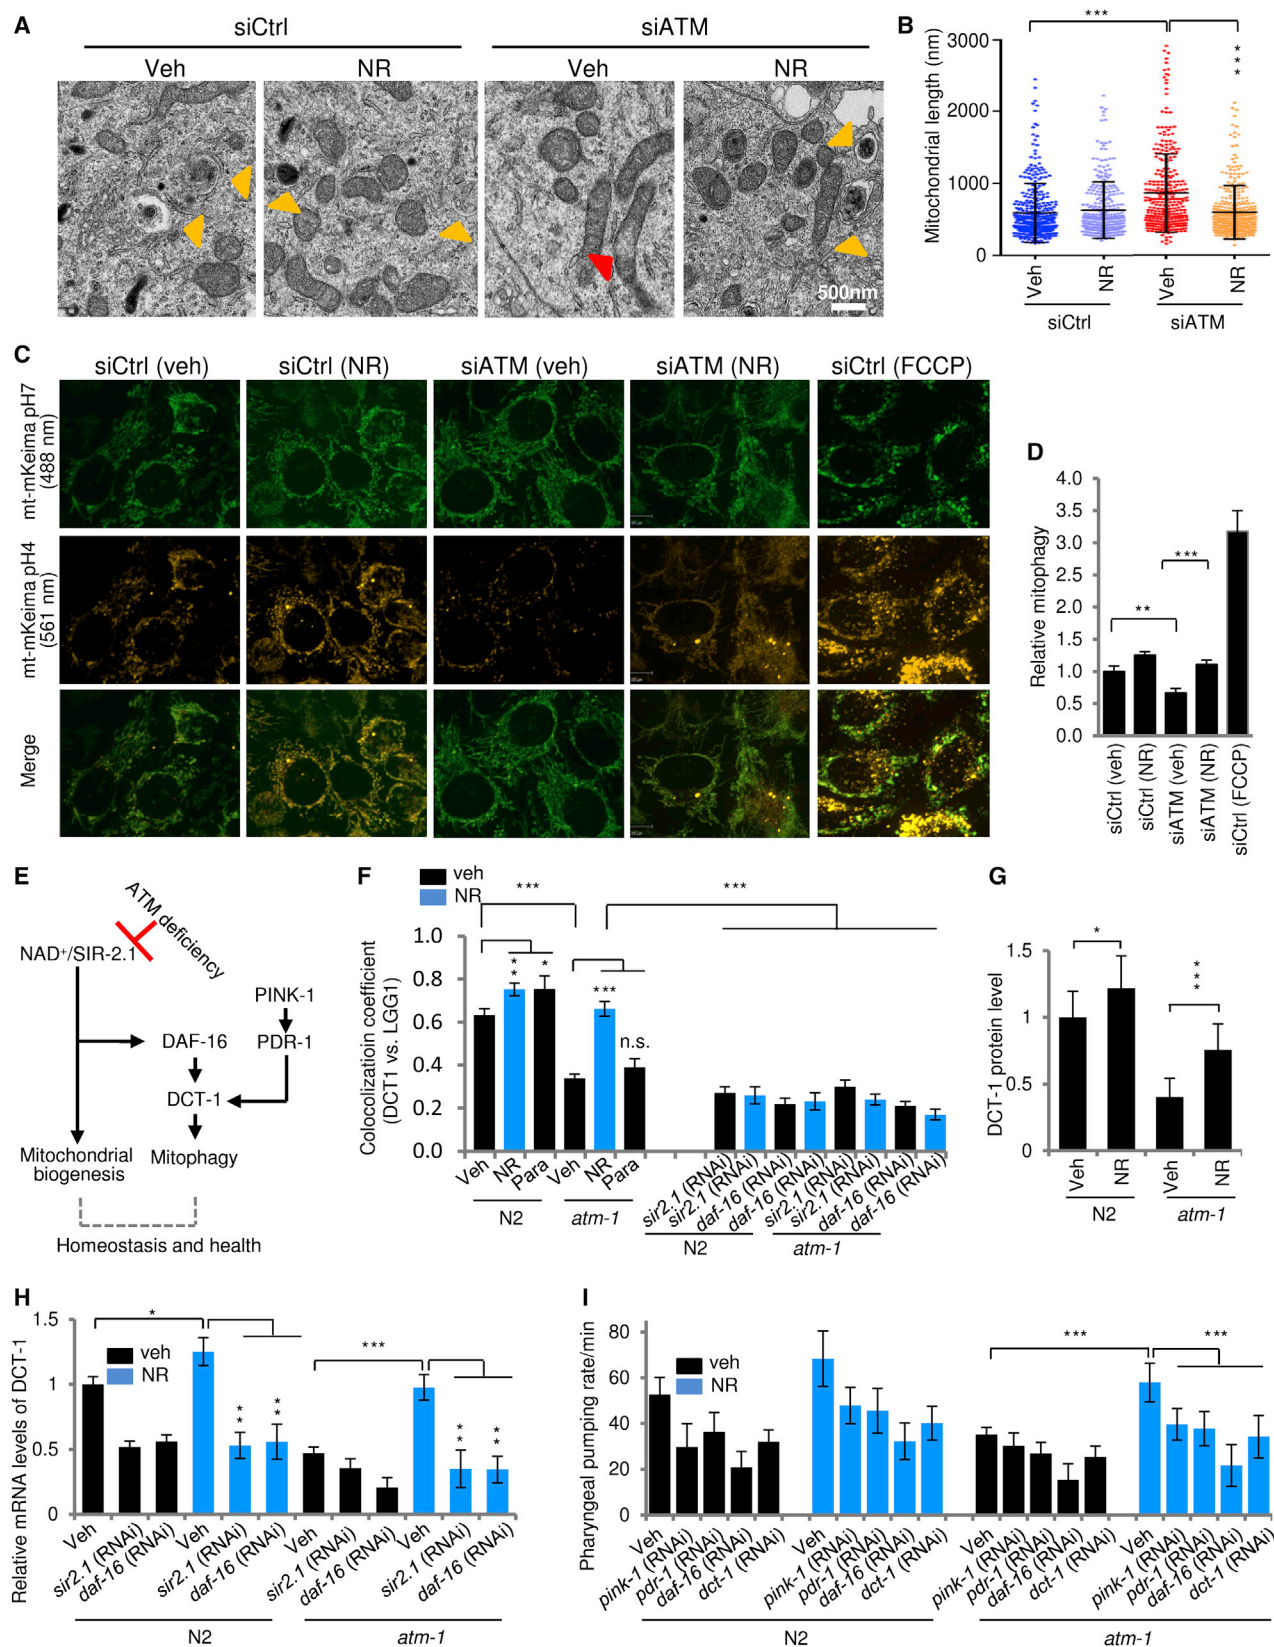 A
siCtrl
siATM
Veh
NR
Veh
NR
500nm
B
Mitochondrial length (nm)
3000
2000
1000
0
***
***
Veh
NR
Veh
NR
siCtrl
siATM
C
siCtrl (veh)
siCtrl (NR)
siATM (veh)
siATM (NR)
siCtrl (FCCP)
mt-mKeima pH7
(488 nm)
mt-mKeima pH4
(561 nm)
Merge
D
Relative mitophagy
4.0
3.5
3.0
2.5
2.0
1.5
1.0
0.5
0.0
**
***
siCtrl (veh)
siCtrl (NR)
siATM (veh)
siATM (NR)
siCtrl (FCCP)
E
ATM deficiency
NAD+/SIR-2.1
PINK-1
DAF-16
PDR-1
DCT-1
Mitochondrial
biogenesis
Mitophagy
Homeostasis and health
F
veh
NR
Colocolizatioin coefficient
(DCT1 vs. LGG1)
1.0
0.8
0.6
0.4
0.2
0.0
***
***
**
*
***
n.s.
Veh
NR
Para
Veh
NR
Para
sir2.1 (RNAi)
sir2.1 (RNAi)
daf-16 (RNAi)
daf-16 (RNAi)
sir2.1 (RNAi)
sir2.1 (RNAi)
daf-16 (RNAi)
daf-16 (RNAi)
N2
atm-1
N2
atm-1
G
DCT-1 protein level
1.5
1
0.5
0
*
***
Veh
NR
Veh
NR
N2
atm-1
H
Relative mRNA levels of DCT-1
1.5
1
0.5
0
veh
NR
*
**
**
***
**
**
Veh
sir2.1 (RNAi)
daf-16 (RNAi)
Veh
sir2.1 (RNAi)
daf-16 (RNAi)
Veh
sir2.1 (RNAi)
daf-16 (RNAi)
Veh
sir2.1 (RNAi)
daf-16 (RNAi)
N2
atm-1
I
Pharyngeal pumping rate/min
80
60
40
20
0
veh
NR
***
***
Veh
pink-1 (RNAi)
pdr-1 (RNAi)
daf-16 (RNAi)
dct-1 (RNAi)
Veh
pink-1 (RNAi)
pdr-1 (RNAi)
daf-16 (RNAi)
dct-1 (RNAi)
Veh
pink-1 (RNAi)
pdr-1 (RNAi)
daf-16 (RNAi)
dct-1 (RNAi)
Veh
pink-1 (RNAi)
pdr-1 (RNAi)
daf-16 (RNAi)
dct-1 (RNAi)
N2
atm-1